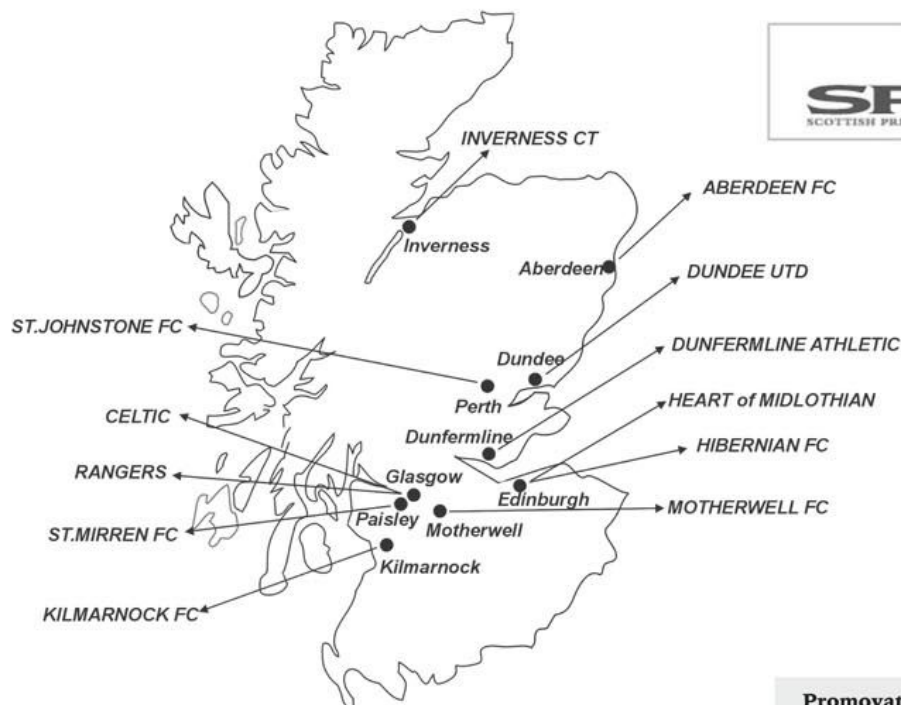 SCOTTISH
INVERNESS CT
ABERDEEN FC
Inverness
Aberdeen
DUNDEE UTD
ST.JOHNSTONE FC
DUNFERMLINE ATHLETIC
Dundee
Perth
HEART of MIDLOTHIAN
CELTIC
Dunfermline
HIBERNIAN FC
RANGERS
Glasgow
Edinburgh
Paisley
MOTHERWELL FC
ST.MIRREN FC
Motherwell
Kilmarnock
KILMARNOCK FC